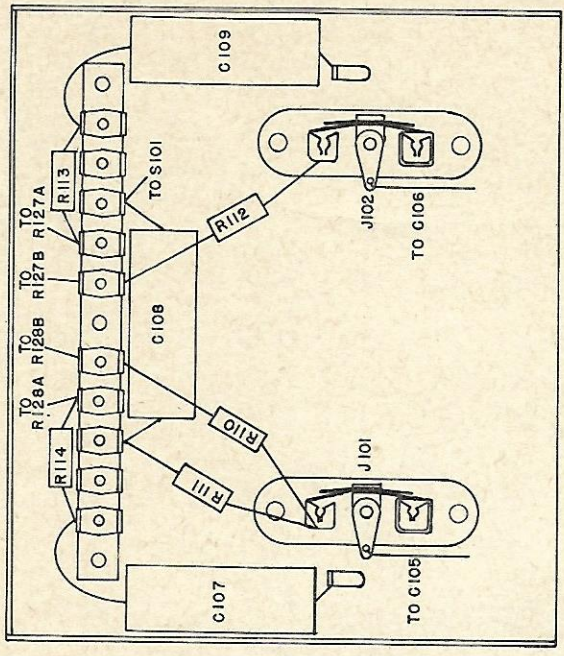 C109
R113
TO
R127A
TO S101
TO
R127B
R112
J102
TO C106
C108
TO
R128B
TO
R128A
R114
R110
R111
J101
TO C105
C107